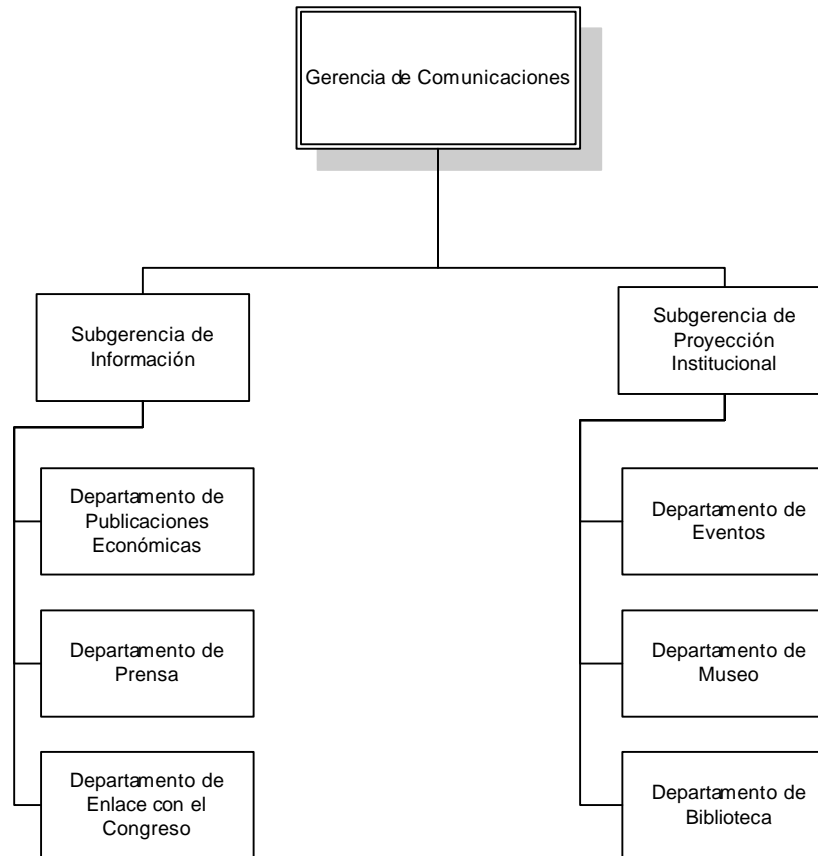 Gerencia de Comunicaciones
Subgerencia de
Información
Subgerencia de
Proyección
Institucional
Departamento de
Publicaciones
Económicas
Departamento de
Eventos
Departamento de
Prensa
Departamento de
Museo
Departamento de
Enlace con el
Congreso
Departamento de
Biblioteca